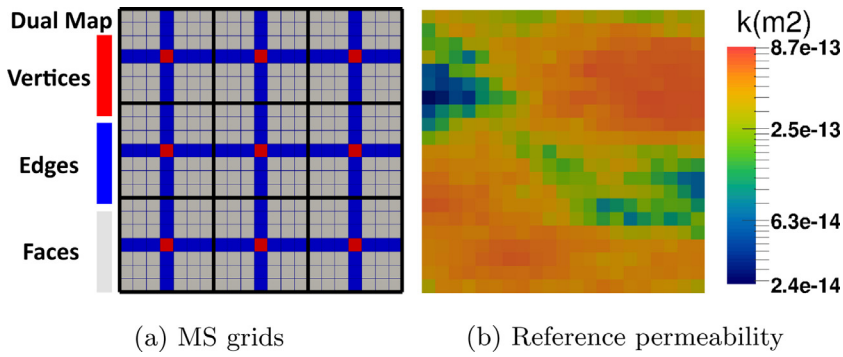 Dual Map
Vertices
Edges
Faces
k(m2)
8.7e-13
2.5e-13
6.3e-14
2.4e-14
(a) MS grids
(b) Reference permeability